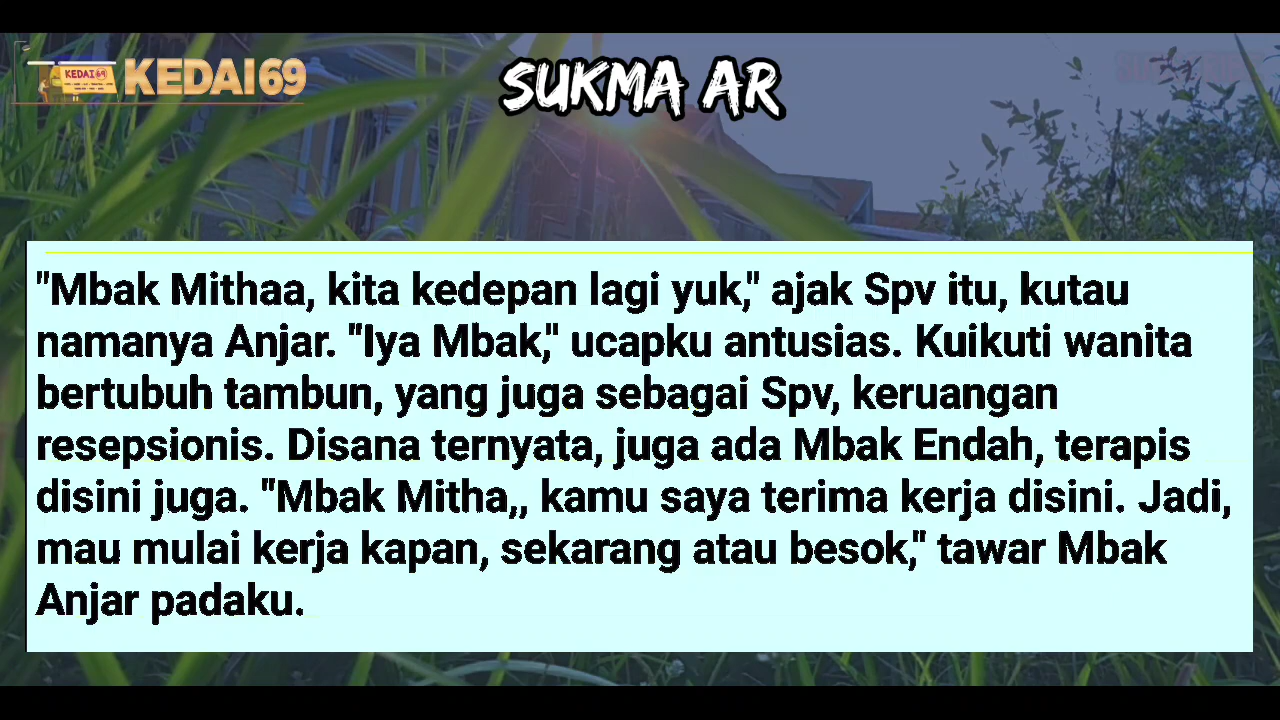 KEDAI 69
KEDAI69
SUKMA AR
"Mbak Mithaa, kita kedepan lagi yuk," ajak Spv itu, kutau
namanya Anjar. "Iya Mbak," ucapku antusias. Kuikuti wanita
bertubuh tambun, yang juga sebagai Spv, keruangan
resepsionis. Disana ternyata, juga ada Mbak Endah, terapis
disini juga. "Mbak Mitha,, kamu saya terima kerja disini. Jadi,
mau mulai kerja kapan, sekarang atau besok," tawar Mbak
Anjar padaku.